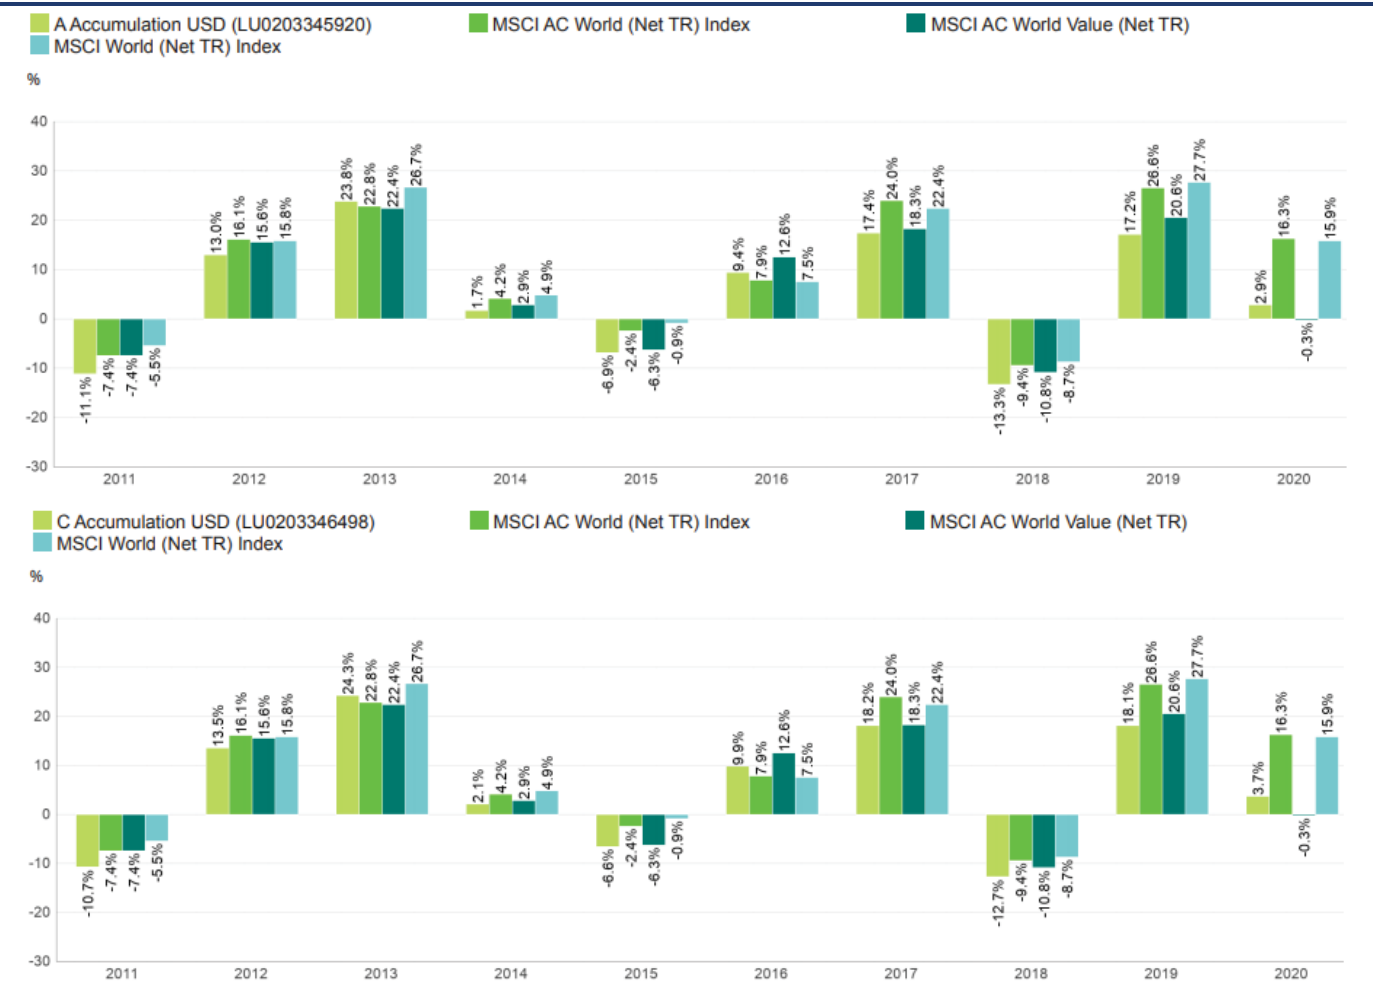 A Accumulation USD (LU0203345920) MSCI AC World (Net TR) Index MSCI AC World Value (Net TR)
MSCI World (Net TR) Index
%
40
30
20
10
0
-10
-20
-30
-11.1% -7.4% -7.4% -5.5%
13.0% 16.1% 15.6% 15.8%
23.8% 22.8% 22.4% 26.7%
1.7% 4.2% 2.9% 4.9%
-6.9% -2.4% -6.3% -0.9%
9.4% 7.9% 12.6% 7.5%
17.4% 24.0% 18.3% 22.4%
-13.3% -9.4% -10.8% -8.7%
17.2% 26.6% 20.6% 27.7%
2.9% 16.3% -0.3% 15.9%
2011 2012 2013 2014 2015 2016 2017 2018 2019 2020
C Accumulation USD (LU0203346498) MSCI AC World (Net TR) Index MSCI AC World Value (Net TR)
MSCI World (Net TR) Index
%
40
30
20
10
0
-10
-20
-30
-10.7% -7.4% -7.4% -5.5%
13.5% 16.1% 15.6% 15.8%
24.3% 22.8% 22.4% 26.7%
2.1% 4.2% 2.9% 4.9%
-6.6% -2.4% -6.3% -0.9%
9.9% 7.9% 12.6% 7.5%
18.2% 24.0% 18.3% 22.4%
-12.7% -9.4% -10.8% -8.7%
18.1% 26.6% 20.6% 27.7%
3.7% 16.3% -0.3% 15.9%
2011 2012 2013 2014 2015 2016 2017 2018 2019 2020